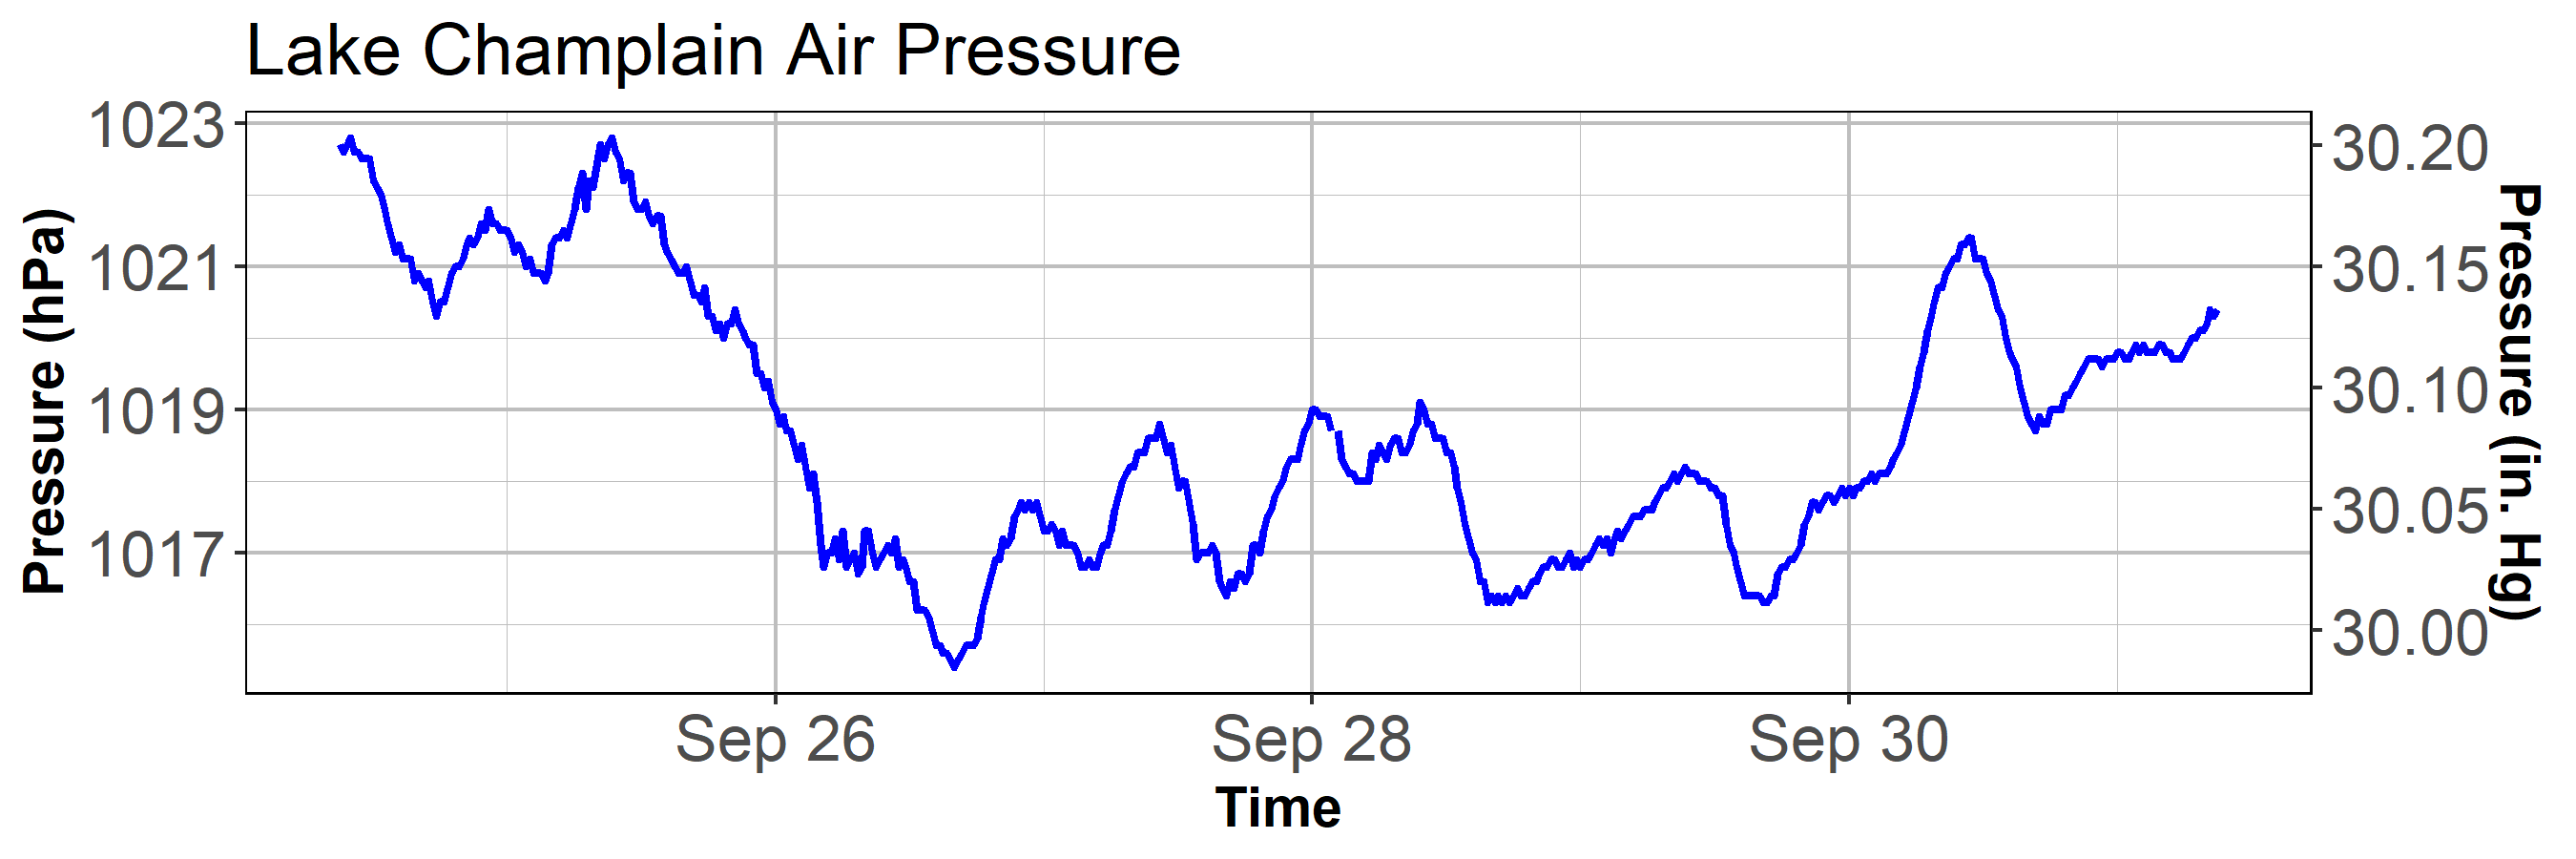 Lake Champlain Air Pressure
Pressure (hPa)
1023
1021
1019
1017
30.20
30.15
30.10
30.05
30.00
Pressure (in. Hg)
Sep 26
Sep 28
Sep 30
Time